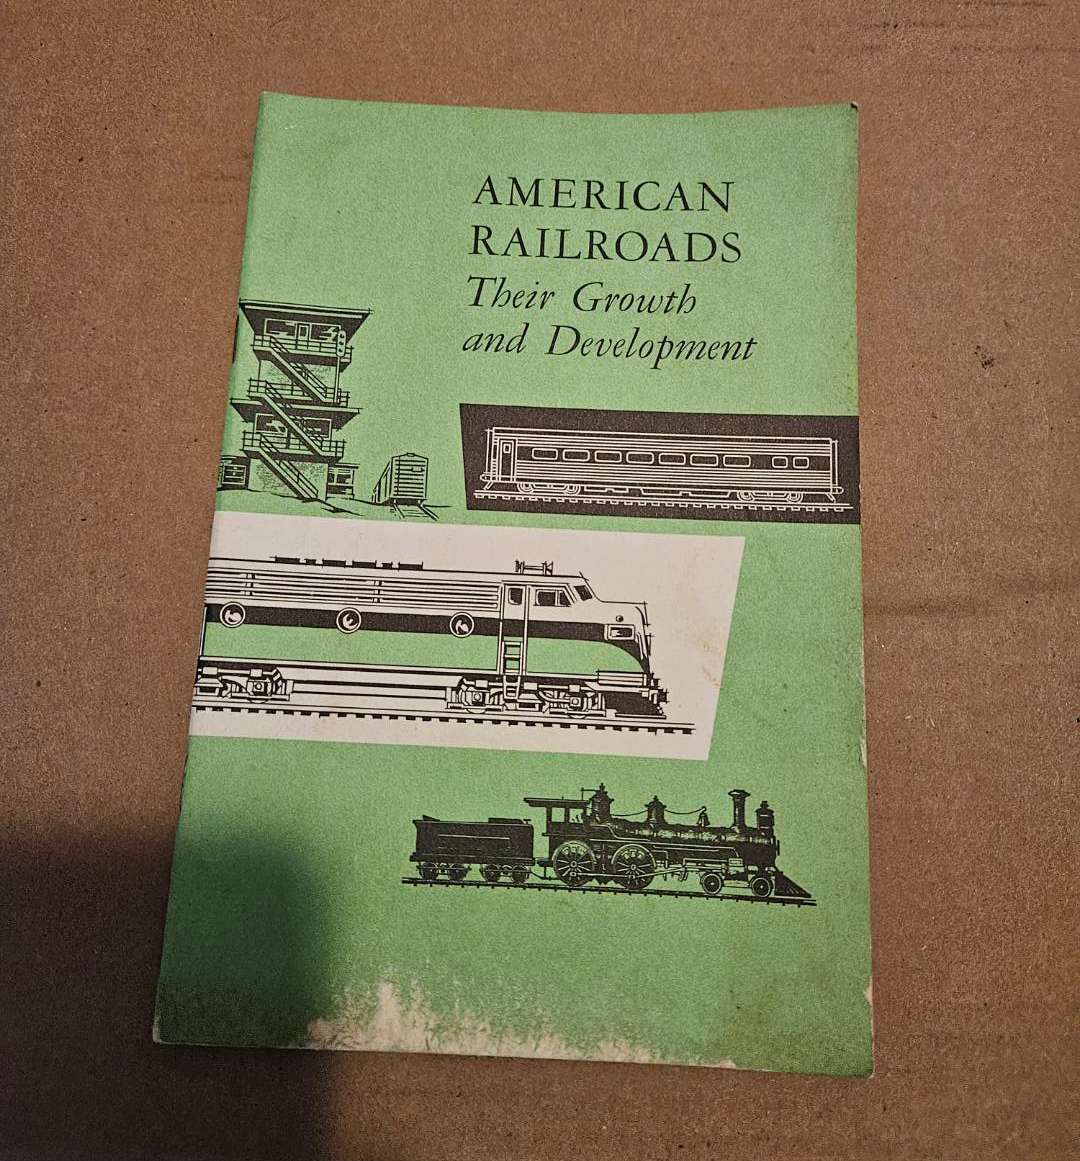 AMERICAN
RAILROADS
Their Growth
and Development